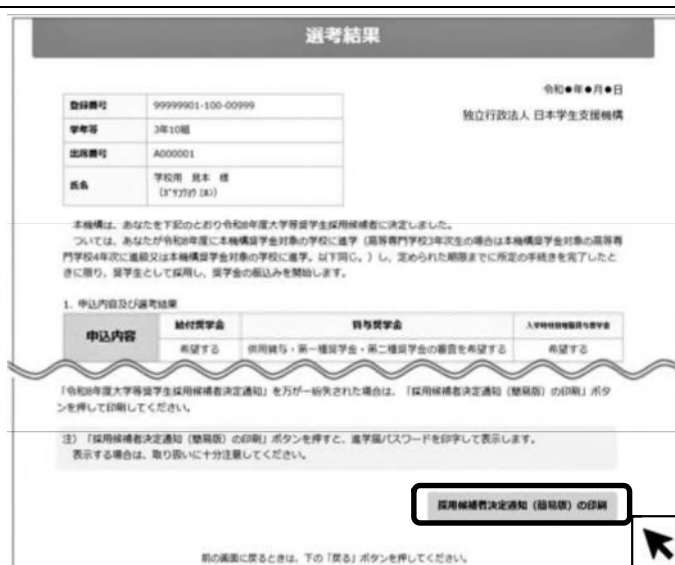 選考結果
令和●年●月●日
独立行政法人 日本学生支援機構
登録番号 99999901-100-00999
学年等 3年10組
出席番号 A000001
氏名 学校用 見本 様
本機構は、あなたを下記のとおり令和8年度大学等奨学生採用候補者に決定しました。
ついては、あなたが令和8年度に本機構奨学金対象の学校に進学（高等専門学校3年次生の場合は本機構奨学金対象の高等専
門学校4年次に進級又は本機構奨学金対象の学校に進学。以下同じ。）し、定められた期限までに所定の手続きを完了したと
きに限り、奨学生として採用し、奨学金の振込みを開始します。
1. 申込内容及び選考結果
申込内容 給付奨学金 貸与奨学金 入学時特別増額貸与奨学金
希望する 併用貸与・第一種奨学金・第二種奨学金の審査を希望する 希望する
「令和8年度大学等奨学生採用候補者決定通知」を万が一紛失された場合は、「採用候補者決定通知（簡易版）の印刷」ボタ
ンを押して印刷してください。
注）「採用候補者決定通知（簡易版）の印刷」ボタンを押すと、進学届パスワードを印字して表示します。
表示する場合は、取り扱いに十分注意してください。
採用候補者決定通知（簡易版）の印刷
前の画面に戻るときは、下の「戻る」ボタンを押してください。